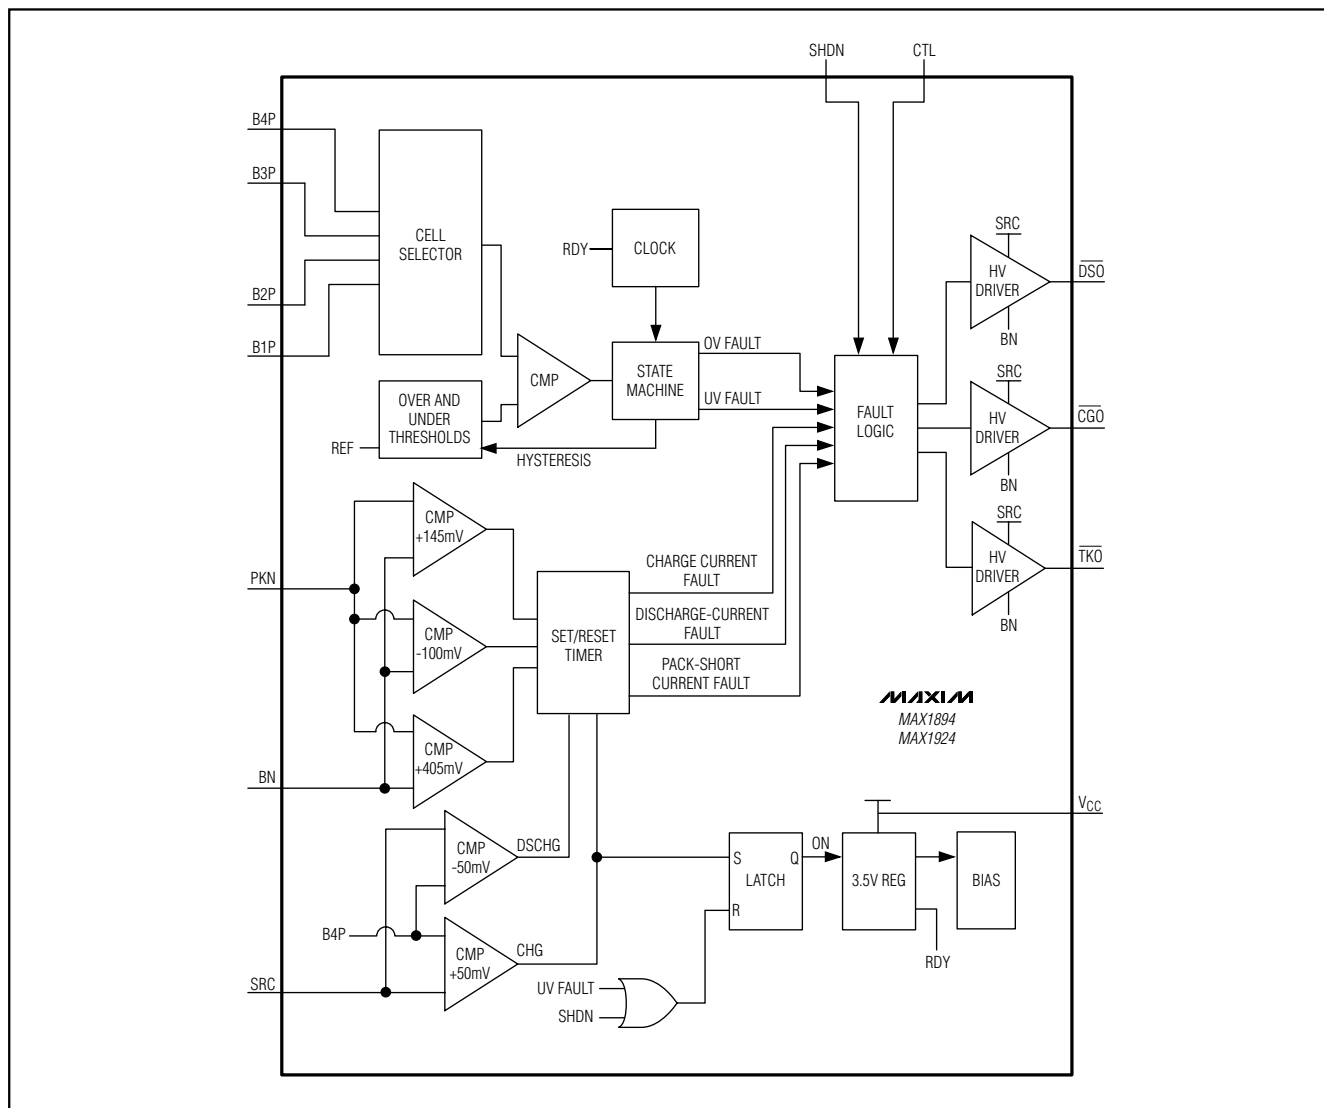 SHDN
CTL
B4P
B3P
B2P
B1P
CELL
SELECTOR
RDY
CLOCK
SRC
HV
DRIVER
BN
DSO
CMP
STATE
MACHINE
OV FAULT
UV FAULT
FAULT
LOGIC
SRC
HV
DRIVER
BN
CGO
OVER AND
UNDER
THRESHOLDS
REF
HYSTERESIS
SRC
HV
DRIVER
BN
TKO
CMP
+145mV
PKN
CMP
-100mV
CMP
+405mV
BN
SET/RESET
TIMER
CHARGE CURRENT
FAULT
DISCHARGE-CURRENT
FAULT
PACK-SHORT
CURRENT FAULT
MAXIM
MAX1894
MAX1924
VCC
CMP
-50mV
DSCHG
B4P
CMP
+50mV
CHG
SRC
S
Q
LATCH
R
ON
3.5V REG
BIAS
RDY
UV FAULT
SHDN